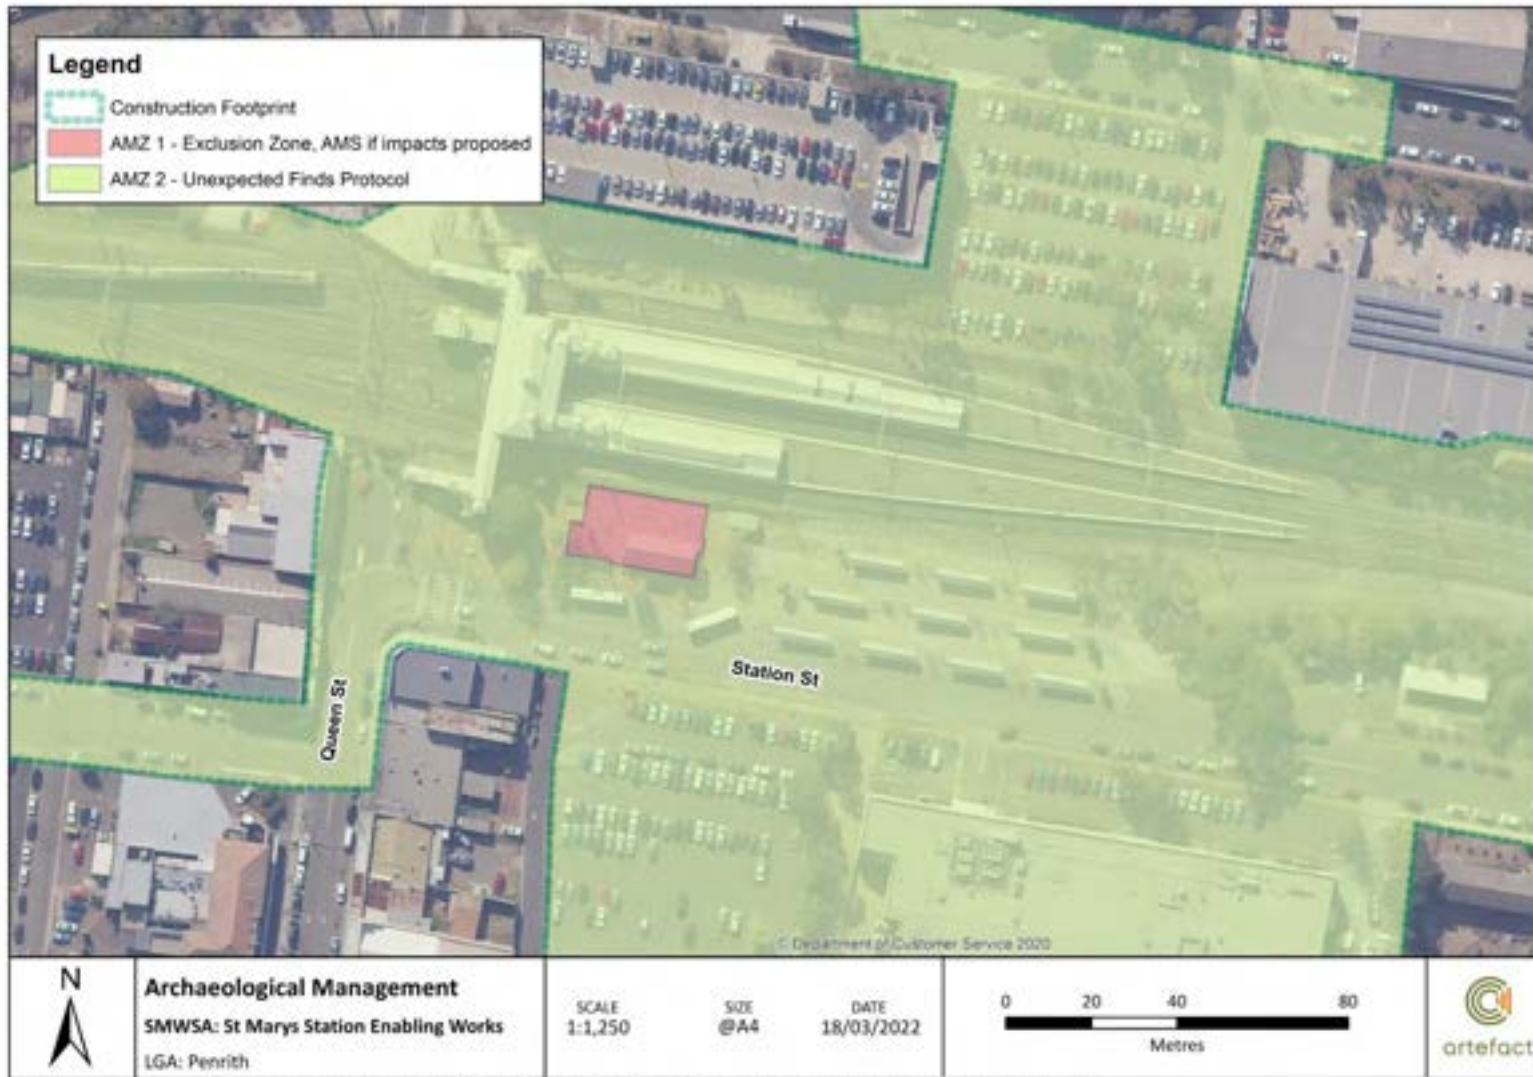 Legend
Construction Footprint
AMZ 1 - Exclusion Zone, AMS if impacts proposed
AMZ 2 - Unexpected Finds Protocol
Station St
Queen St
© Department of Customer Service 2020
N
Archaeological Management
SMWSA: St Marys Station Enabling Works
LGA: Penrith
SCALE
1:1,250
SIZE
@A4
DATE
18/03/2022
0 20 40 80
Metres
artefact